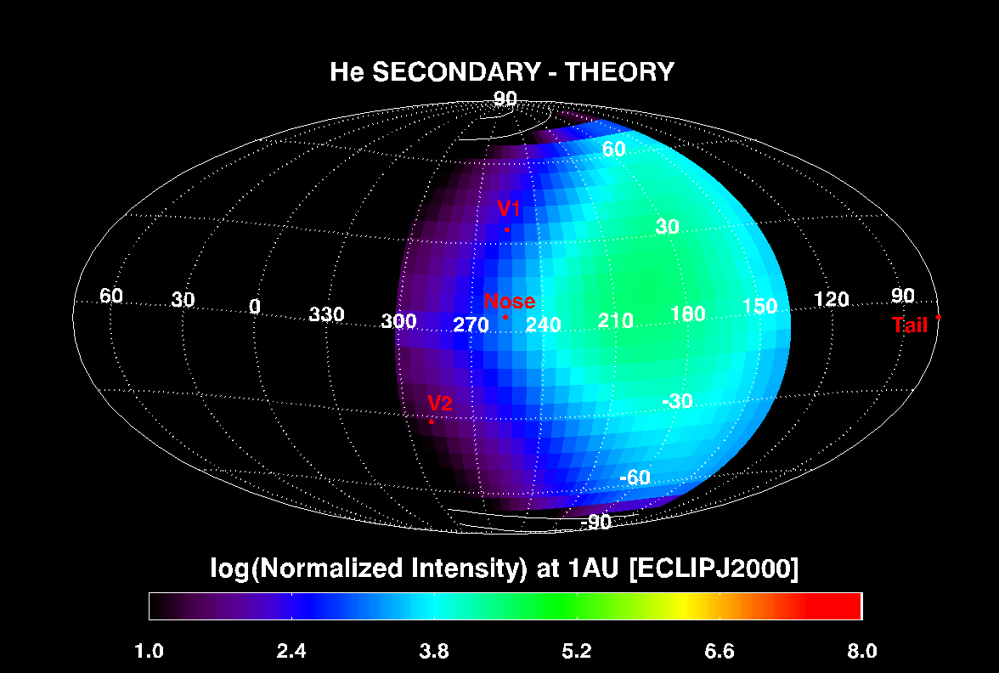 He SECONDARY - THEORY
90
60
V1
30
Nose
60 30 0 330 300 270 240 210 180 150 120 90
Tail
V2
-30
-60
-90
log(Normalized Intensity) at 1AU [ECLIPJ2000]
1.0 2.4 3.8 5.2 6.6 8.0